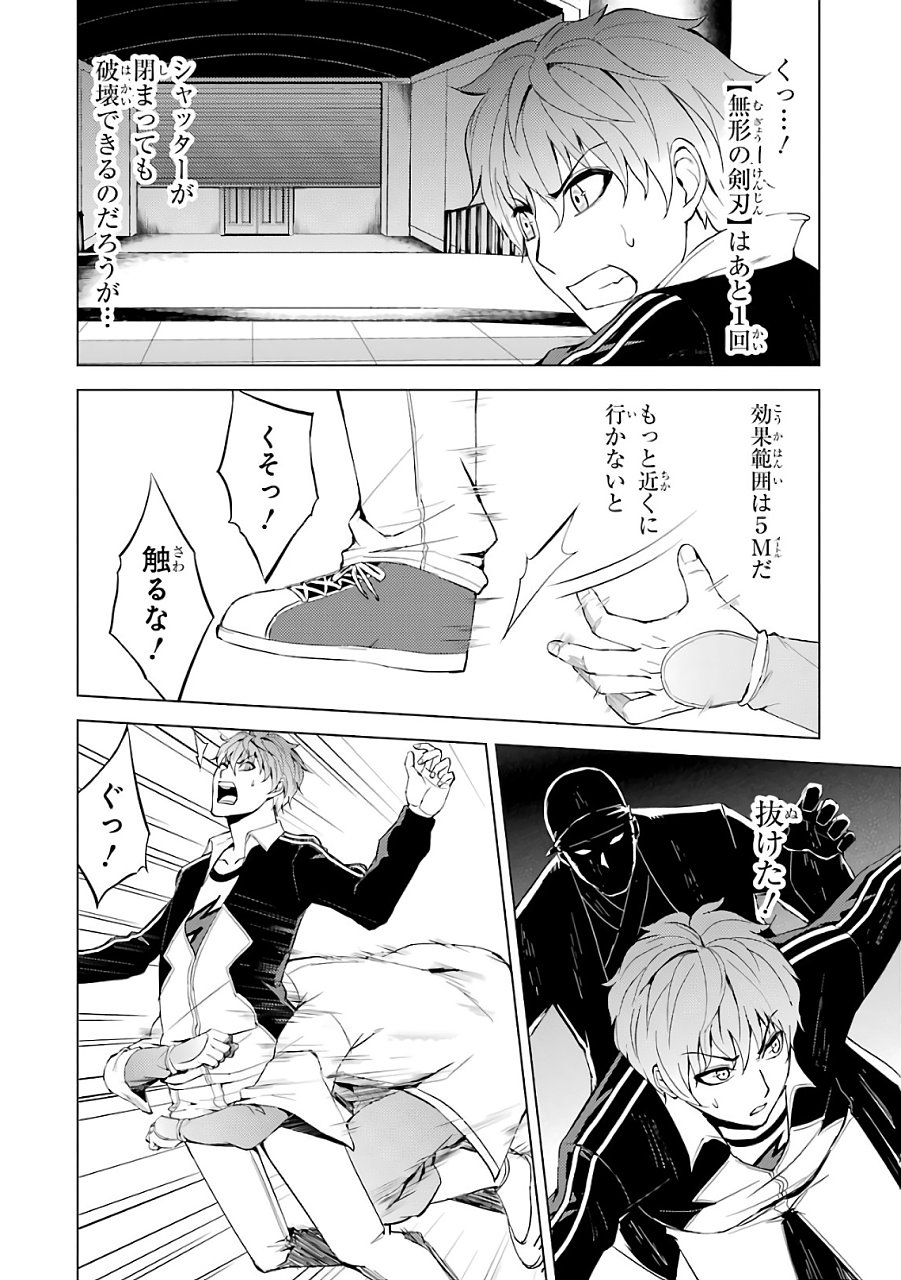 くっ…！
【無形の剣刃】はあと1回
シャッターが
閉まっても
破壊できるのだろうが…
効果範囲は5Mだ
もっと近くに
行かないと
くそっ！
触るな！
抜けた！
ぐっ！